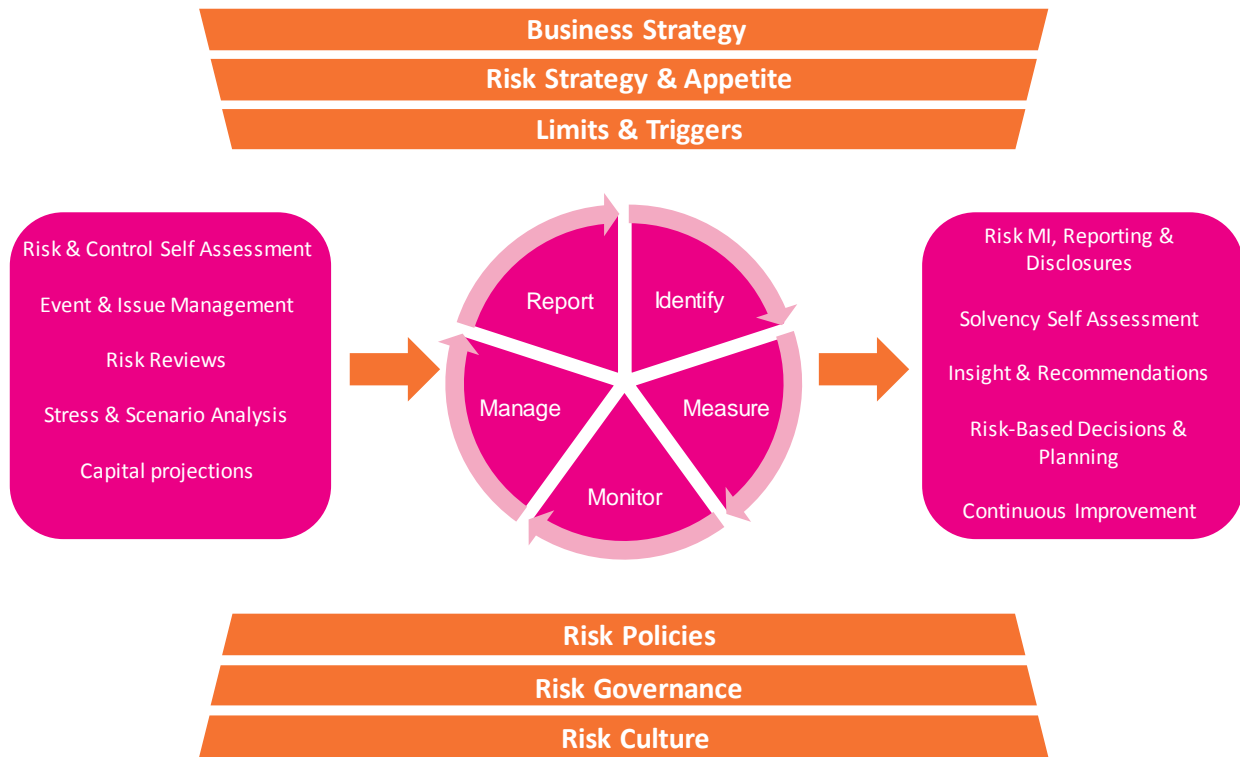 Business Strategy
Risk Strategy & Appetite
Limits & Triggers
Risk & Control Self Assessment
Event & Issue Management
Risk Reviews
Stress & Scenario Analysis
Capital projections
Report
Identify
Manage
Measure
Monitor
Risk MI, Reporting &
Disclosures
Solvency Self Assessment
Insight & Recommendations
Risk-Based Decisions &
Planning
Continuous Improvement
Risk Policies
Risk Governance
Risk Culture